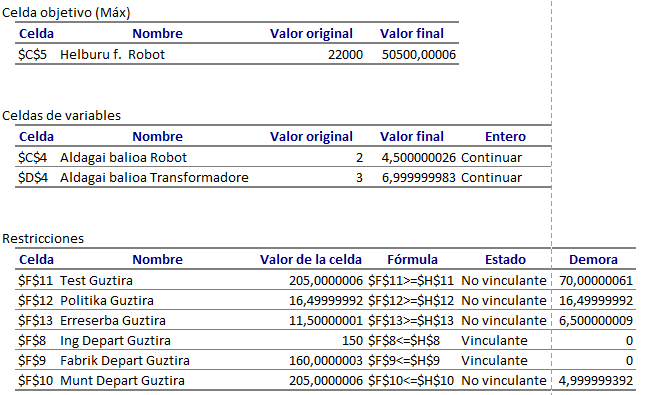 Celda objetivo (Máx)
Celda Nombre Valor original Valor final
$C$5 Helburu f. Robot 22000 50500,00006
Celdas de variables
Celda Nombre Valor original Valor final Entero
$C$4 Aldagai balioa Robot 2 4,500000026 Continuar
$D$4 Aldagai balioa Transformadore 3 6,999999983 Continuar
Restricciones
Celda Nombre Valor de la celda Fórmula Estado Demora
$F$11 Test Guztira 205,0000006 $F$11>=$H$11 No vinculante 70,00000061
$F$12 Politika Guztira 16,49999992 $F$12>=$H$12 No vinculante 16,49999992
$F$13 Erreserba Guztira 11,50000001 $F$13>=$H$13 No vinculante 6,500000009
$F$8 Ing Depart Guztira 150 $F$8<=$H$8 Vinculante 0
$F$9 Fabrik Depart Guztira 160,0000003 $F$9<=$H$9 Vinculante 0
$F$10 Munt Depart Guztira 205,0000006 $F$10<=$H$10 No vinculante 4,999999392